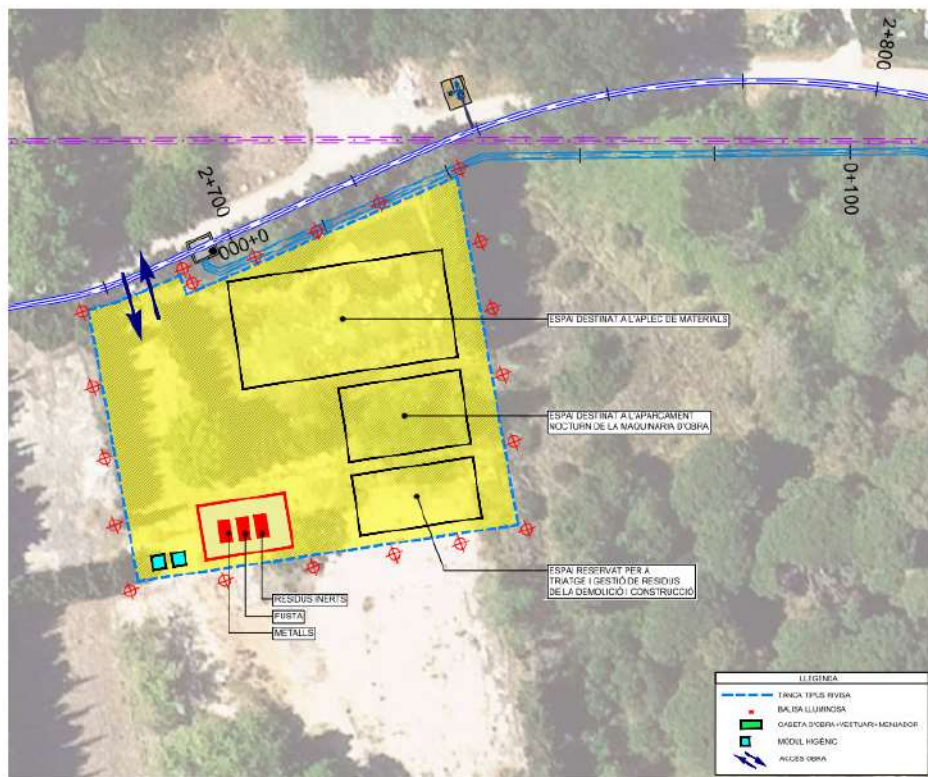 2+800
2+700
0+000
0+100
ESPAI DESTINAT A L'APLEC DE MATERIALS
ESPAI DESTINAT A L'APARCAMENT
NOCTURN DE LA MAQUINARIA D'OBRA
ESPAI RESERVAT PER A
TRIATGE I GESTIÓ DE RESIDUS
DE LA DEMOLICIÓ I CONSTRUCCIÓ
RESIDUS INERTS
FUSTA
METALLS
LLEGENDA
TANCA TIPUS RIVISA
BALISA LLUMINOSA
CASETA D'OBRA+VESTUARI+MENJADOR
MÒDUL HIGIÈNIC
ACCÉS OBRA